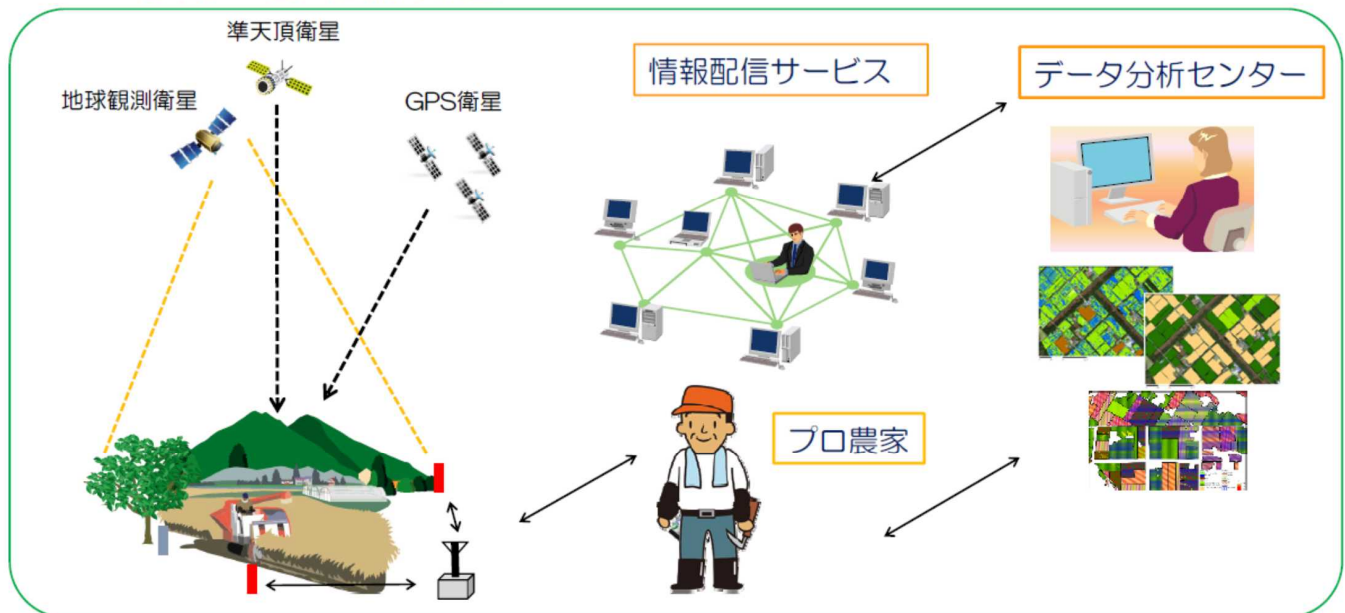 準天頂衛星
地球観測衛星
GPS衛星
情報配信サービス
データ分析センター
プロ農家